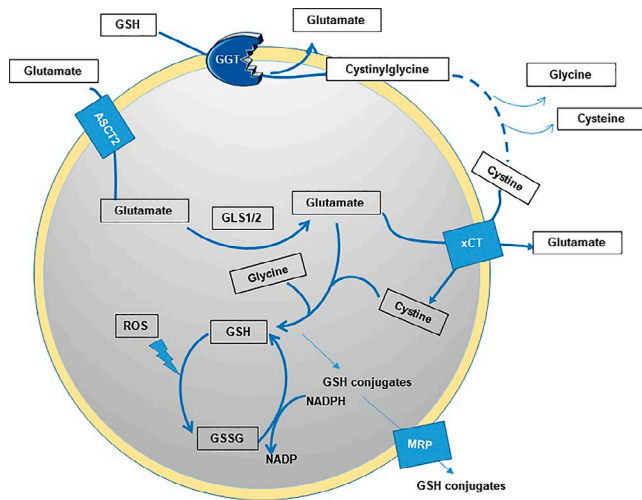 GSH
Glutamate
GGT
Cystinylglycine
Glutamate
Glycine
Cysteine
ASCT2
Cystine
Glutamate
GLS1/2
Glutamate
xCT
Glutamate
Glycine
Cystine
ROS
GSH
GSH conjugates
NADPH
GSSG
NADP
MRP
GSH conjugates